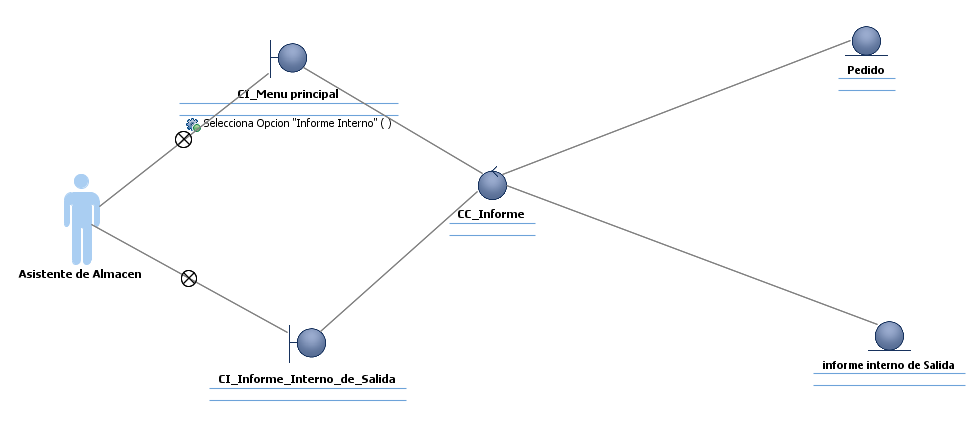 Pedido
CI_Menu principal
Selecciona Opcion "Informe Interno" ( )
CC_Informe
Asistente de Almacen
informe interno de Salida
CI_Informe_Interno_de_Salida